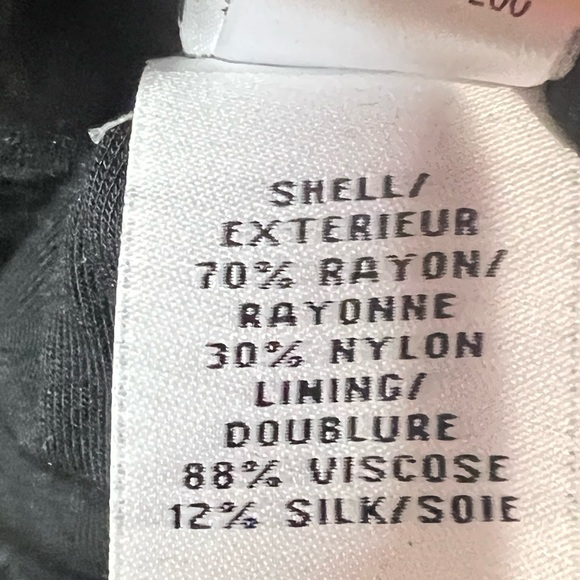 SHELL/
EXTERIEUR
70% RAYON/
RAYONNE
30% NYLON
LINING/
DOUBLURE
88% VISCOSE
12% SILK/SOIE